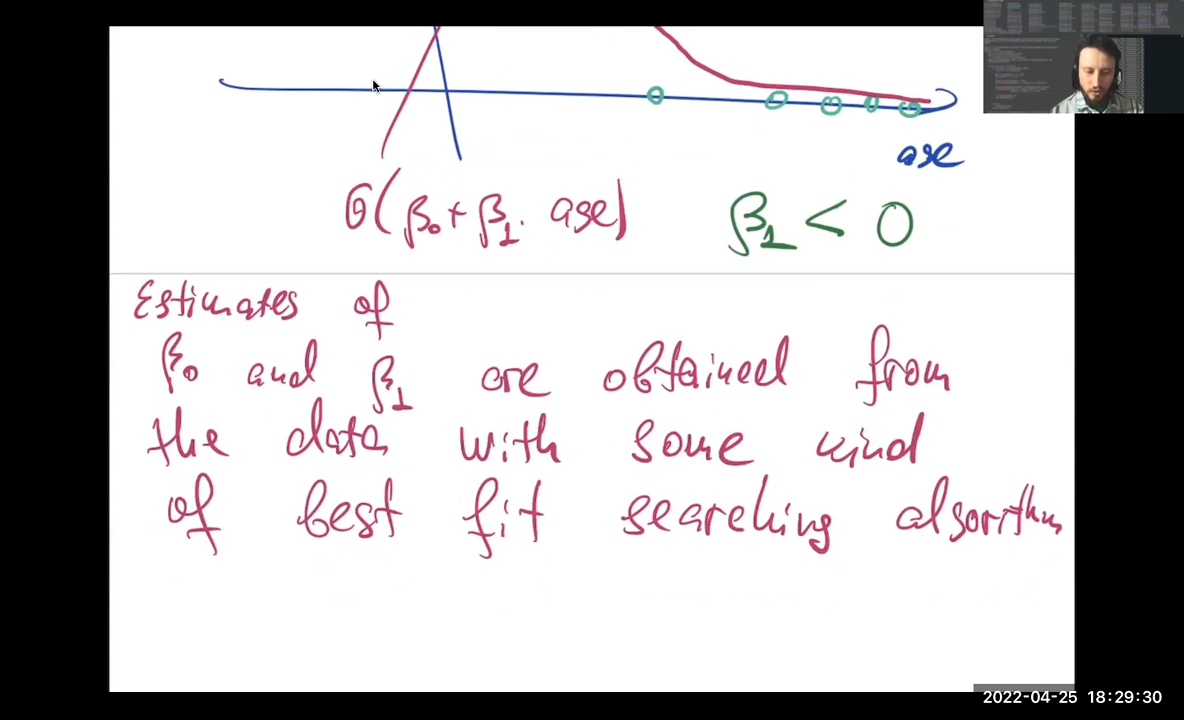 age
σ(β₀ + β₁ · age)
β₁ < 0
Estimates of
β₀ and β₁ are obtained from
the data with some kind
of best fit searching algorithm
2022-04-25 18:29:30